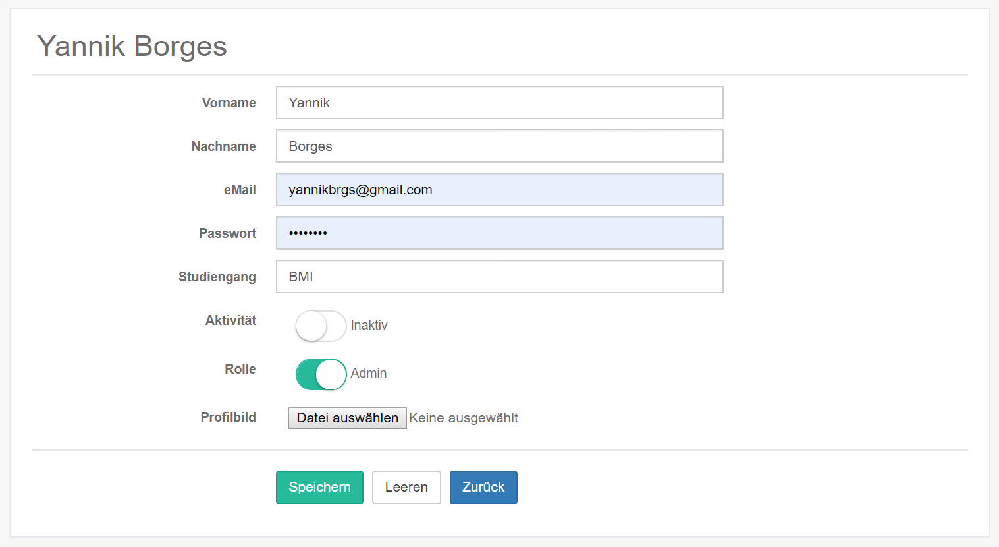 Yannik Borges
Vorname Yannik
Nachname Borges
eMail yannikbrgs@gmail.com
Passwort ••••••••
Studiengang BMI
Aktivität Inaktiv
Rolle Admin
Profilbild Datei auswählen Keine ausgewählt
Speichern Leeren Zurück